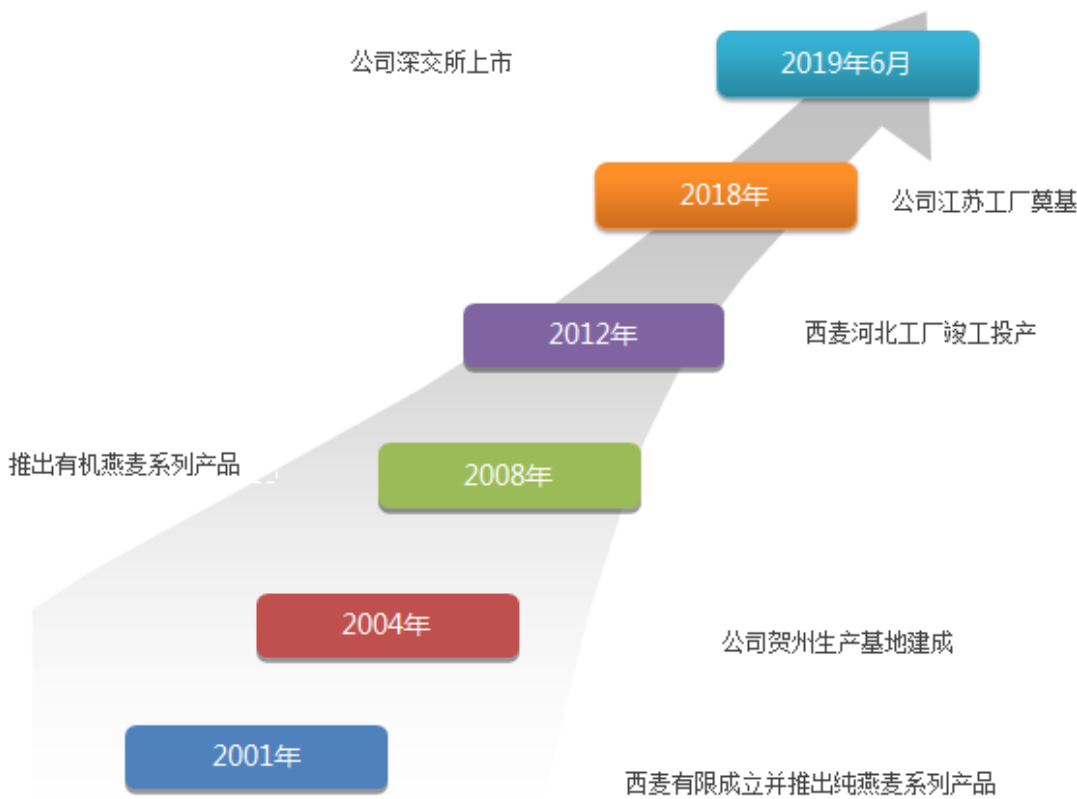 公司深交所上市
2019年6月
2018年
公司江苏工厂奠基
2012年
西麦河北工厂竣工投产
推出有机燕麦系列产品
2008年
2004年
公司贺州生产基地建成
2001年
西麦有限成立并推出纯燕麦系列产品